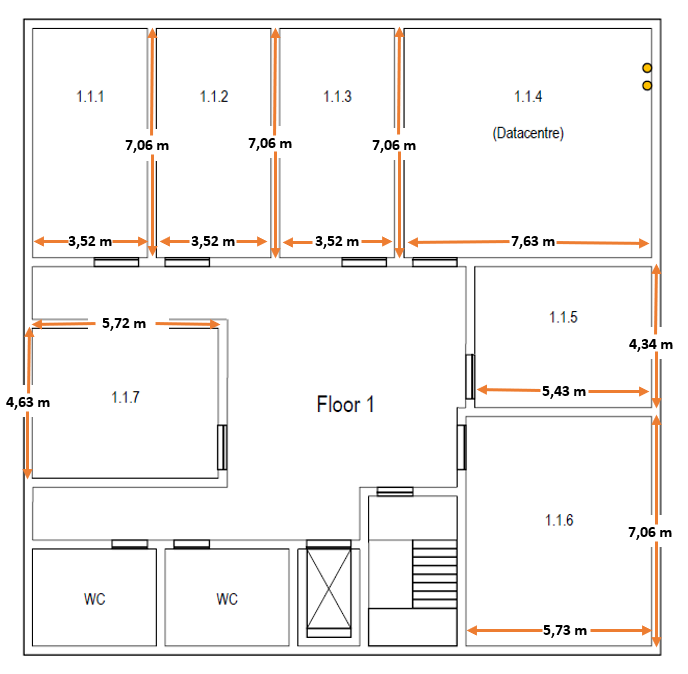 1.1.1
1.1.2
1.1.3
1.1.4
(Datacentre)
7,06 m
7,06 m
7,06 m
3,52 m
3,52 m
3,52 m
7,63 m
5,72 m
1.1.5
4,34 m
5,43 m
4,63 m
1.1.7
Floor 1
1.1.6
7,06 m
WC
WC
5,73 m